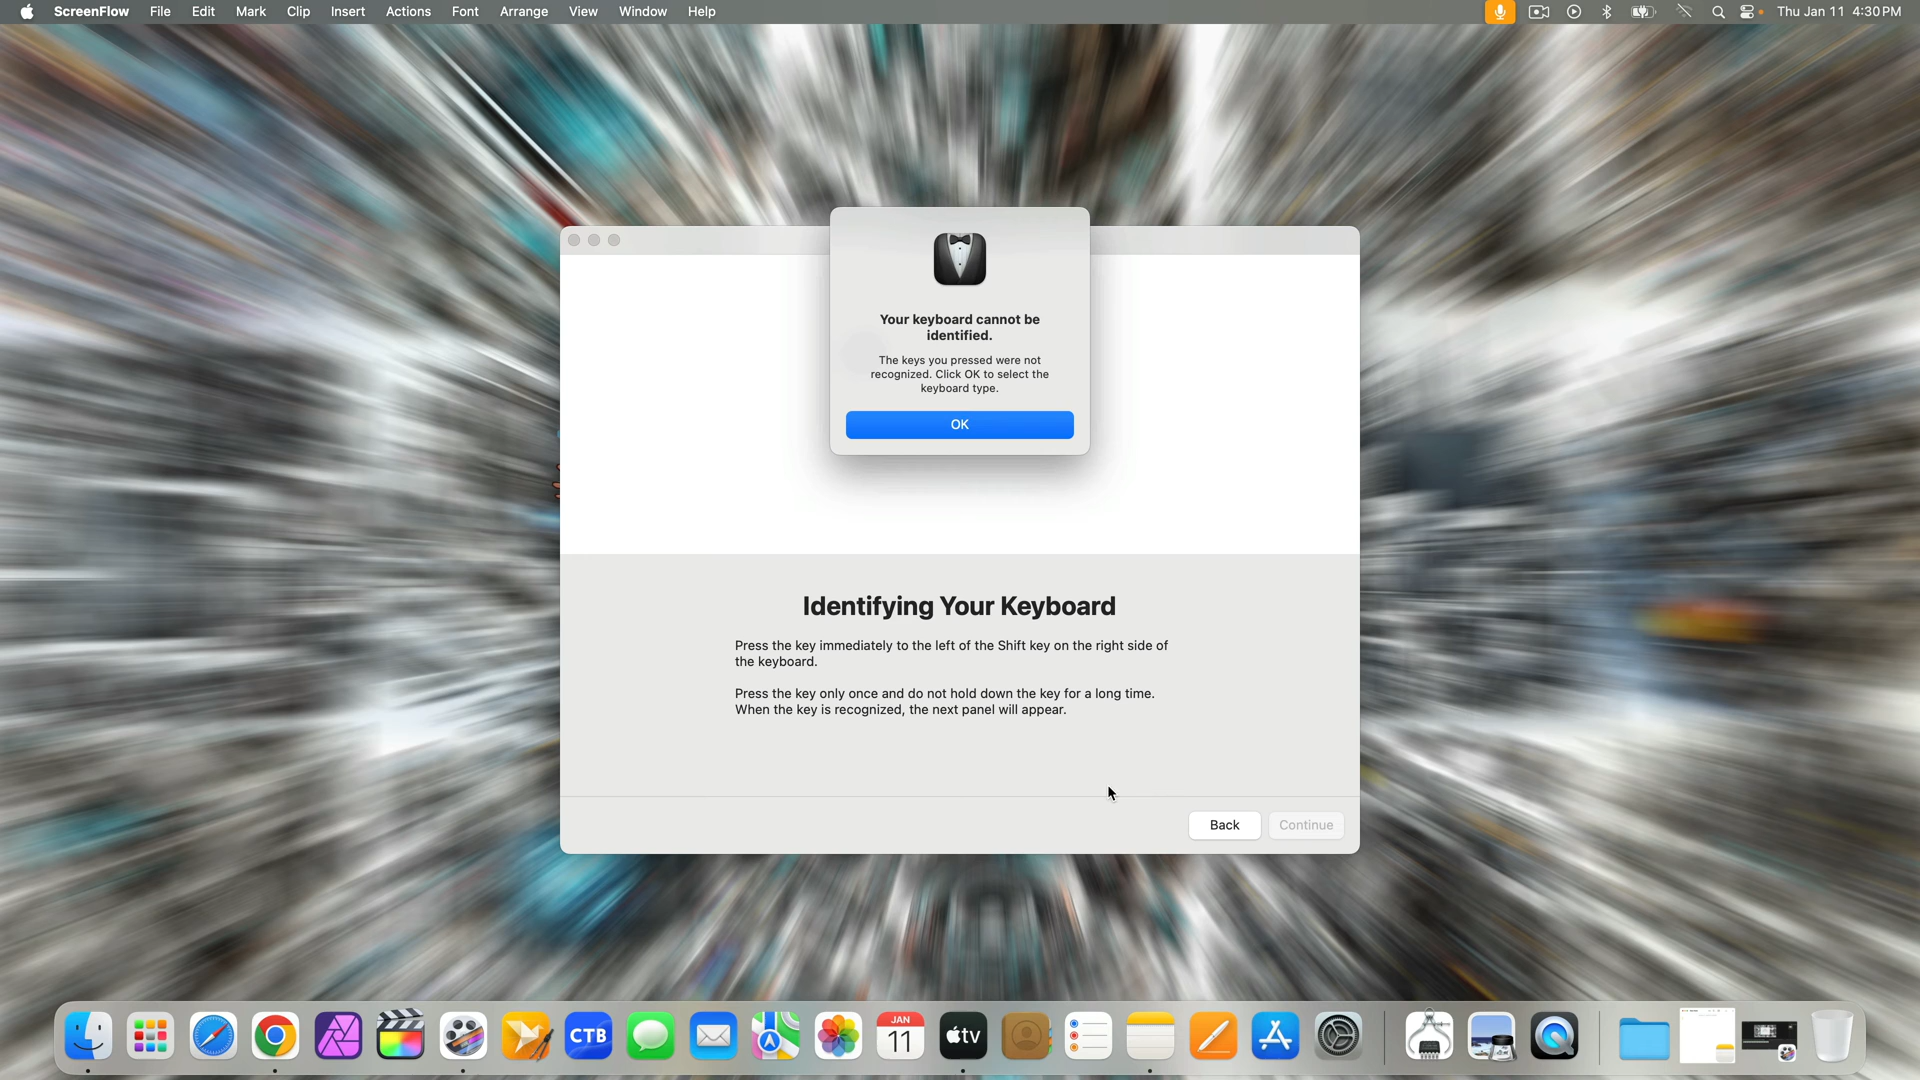 ScreenFlow File Edit Mark Clip Insert Actions Font Arrange View Window Help Thu Jan 11 4:30 PM
Your keyboard cannot be
identified.
The keys you pressed were not
recognized. Click OK to select the
keyboard type.
OK
Identifying Your Keyboard
Press the key immediately to the left of the Shift key on the right side of
the keyboard.
Press the key only once and do not hold down the key for a long time.
When the key is recognized, the next panel will appear.
Back Continue
CTB JAN tv
11